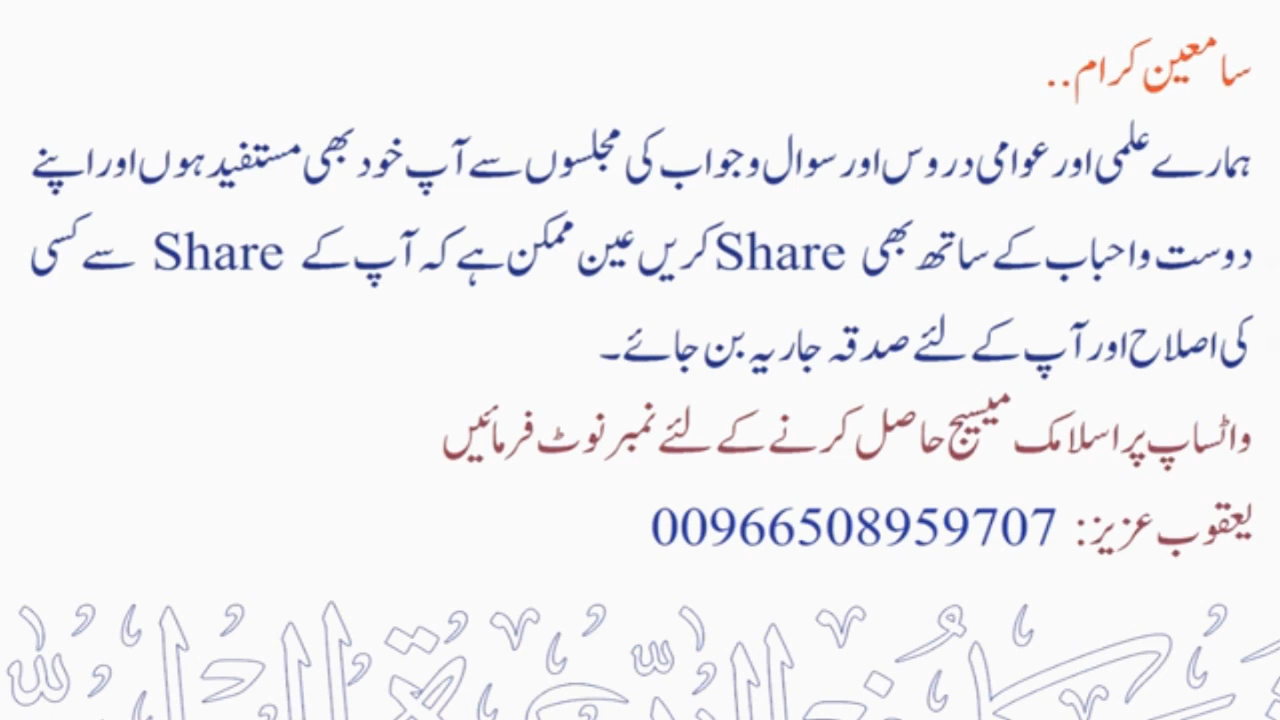 سامعین کرام..
ہمارے علمی اور عوامی دروس اور سوال وجواب کی مجلسوں سے آپ خود بھی مستفید ہوں اور اپنے
دوست واحباب کے ساتھ بھی Share کریں عین ممکن ہے کہ آپ کے Share سے کسی
کی اصلاح اور آپ کے لئے صدقہ جاریہ بن جائے۔
واٹساپ پر اسلامک میسیج حاصل کرنے کے لئے نمبر نوٹ فرمائیں
یعقوب عزیز: 00966508959707